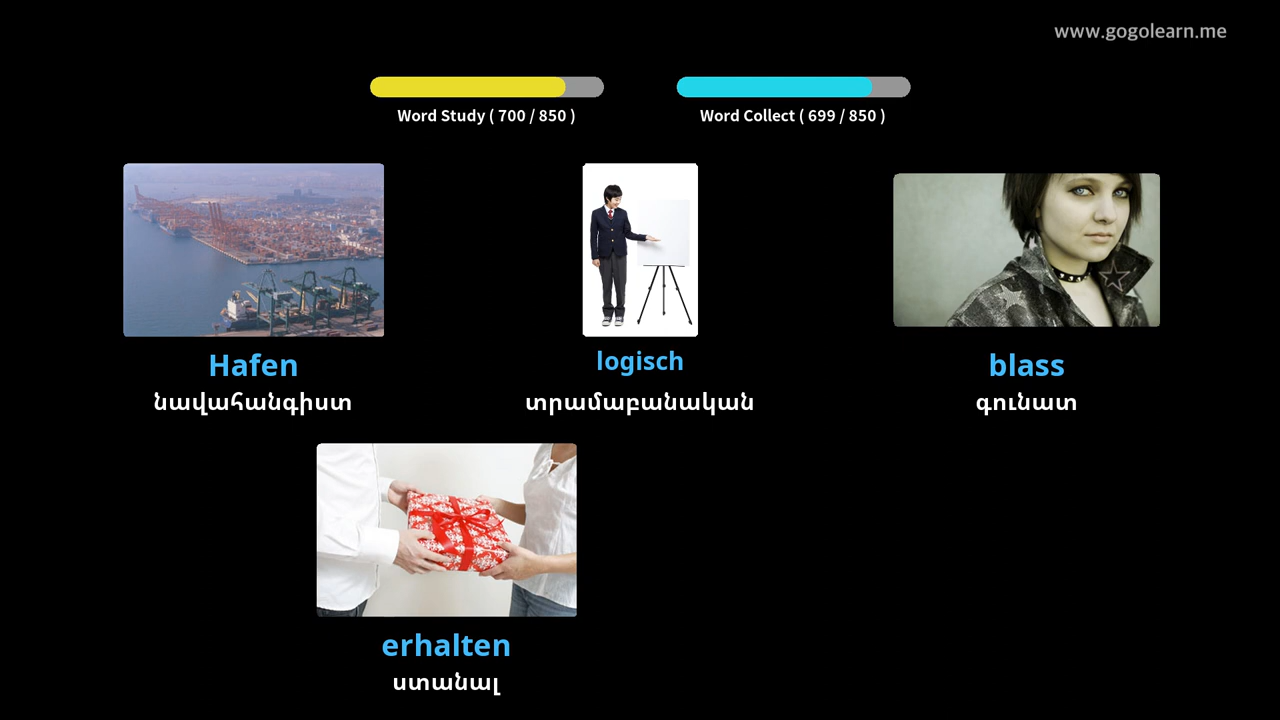 www.gogolearn.me
Word Study ( 700 / 850 )
Word Collect ( 699 / 850 )
Hafen
նավահանգիստ
logisch
տրամաբանական
blass
գունատ
erhalten
ստանալ